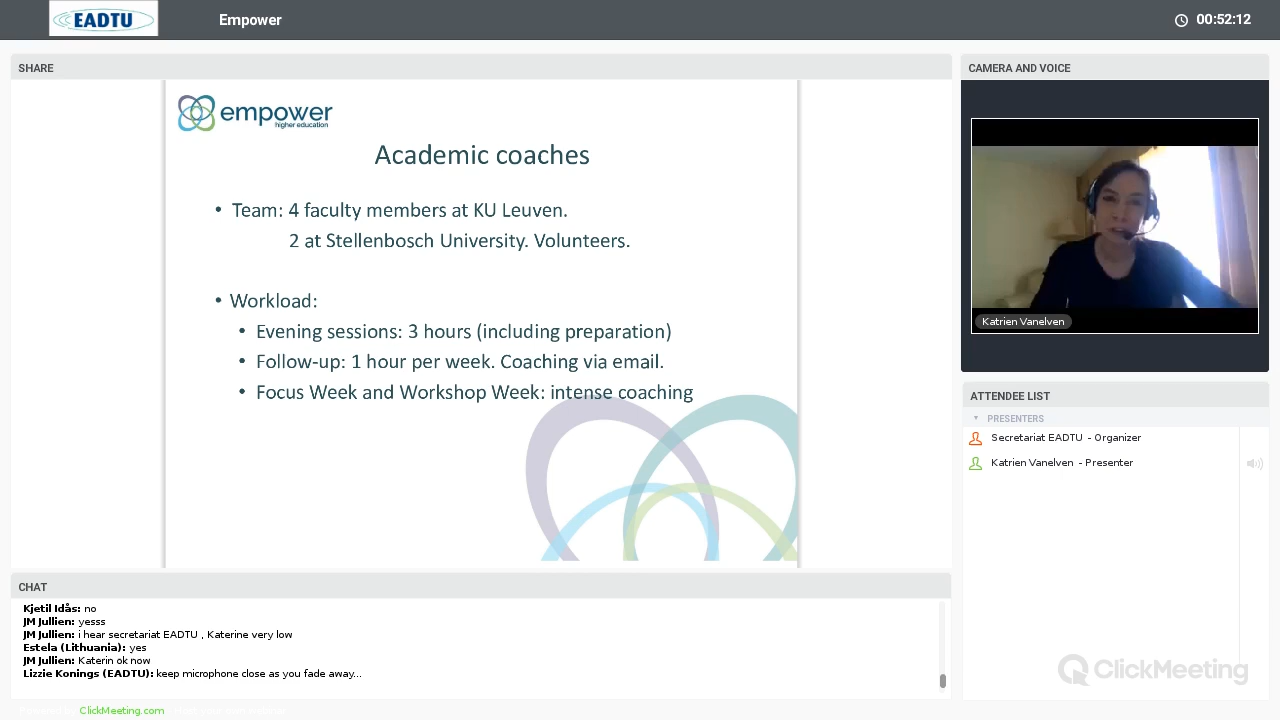 EADTU
Empower
00:52:12
SHARE
empower
higher education
Academic coaches
• Team: 4 faculty members at KU Leuven.
2 at Stellenbosch University. Volunteers.
• Workload:
• Evening sessions: 3 hours (including preparation)
• Follow-up: 1 hour per week. Coaching via email.
• Focus Week and Workshop Week: intense coaching
CAMERA AND VOICE
Katrien Vanelven
ATTENDEE LIST
PRESENTERS
Secretariat EADTU - Organizer
Katrien Vanelven - Presenter
CHAT
Kjetil Idås: no
JM Jullien: yesss
JM Jullien: i hear secretariat EADTU , Katerine very low
Estela (Lithuania): yes
JM Jullien: Katerin ok now
Lizzie Konings (EADTU): keep microphone close as you fade away...
ClickMeeting
ClickMeeting.com